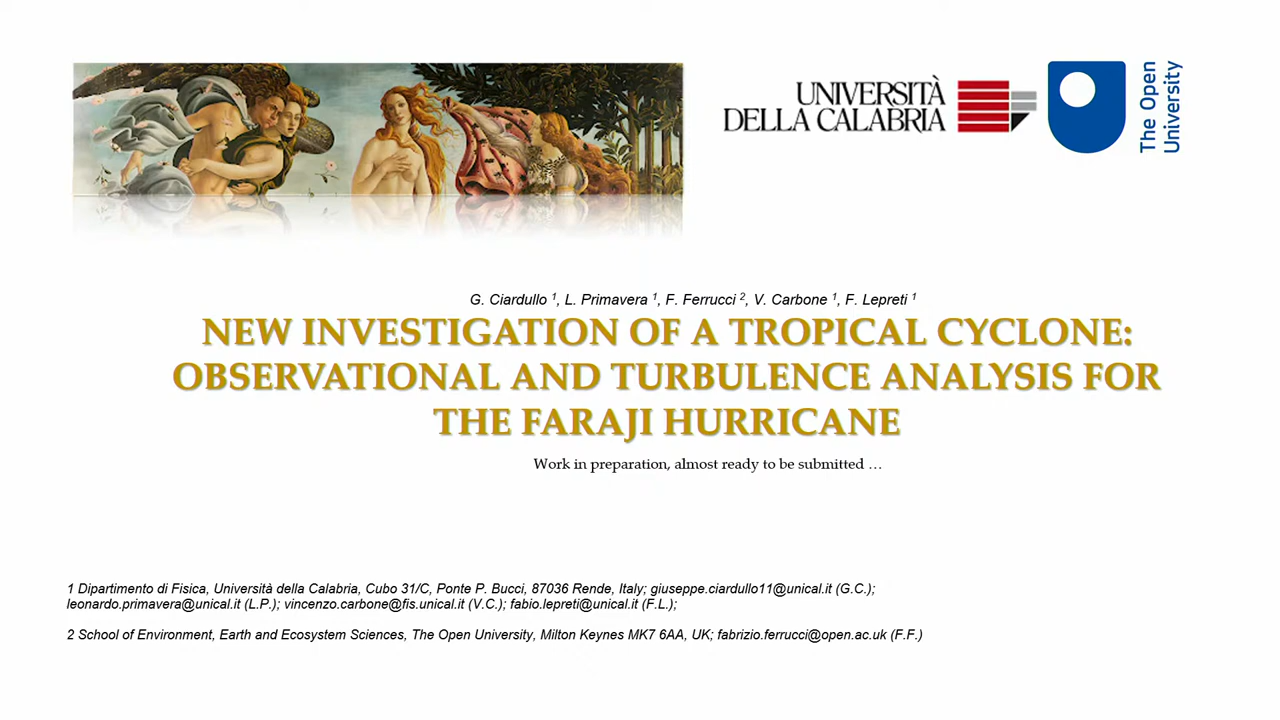 UNIVERSITÀ
DELLA CALABRIA
The Open
University
G. Ciardullo 1, L. Primavera 1, F. Ferrucci 2, V. Carbone 1, F. Lepreti 1
NEW INVESTIGATION OF A TROPICAL CYCLONE:
OBSERVATIONAL AND TURBULENCE ANALYSIS FOR
THE FARAJI HURRICANE
Work in preparation, almost ready to be submitted …
1 Dipartimento di Fisica, Università della Calabria, Cubo 31/C, Ponte P. Bucci, 87036 Rende, Italy; giuseppe.ciardullo11@unical.it (G.C.);
leonardo.primavera@unical.it (L.P.); vincenzo.carbone@fis.unical.it (V.C.); fabio.lepreti@unical.it (F.L.);
2 School of Environment, Earth and Ecosystem Sciences, The Open University, Milton Keynes MK7 6AA, UK; fabrizio.ferrucci@open.ac.uk (F.F.)